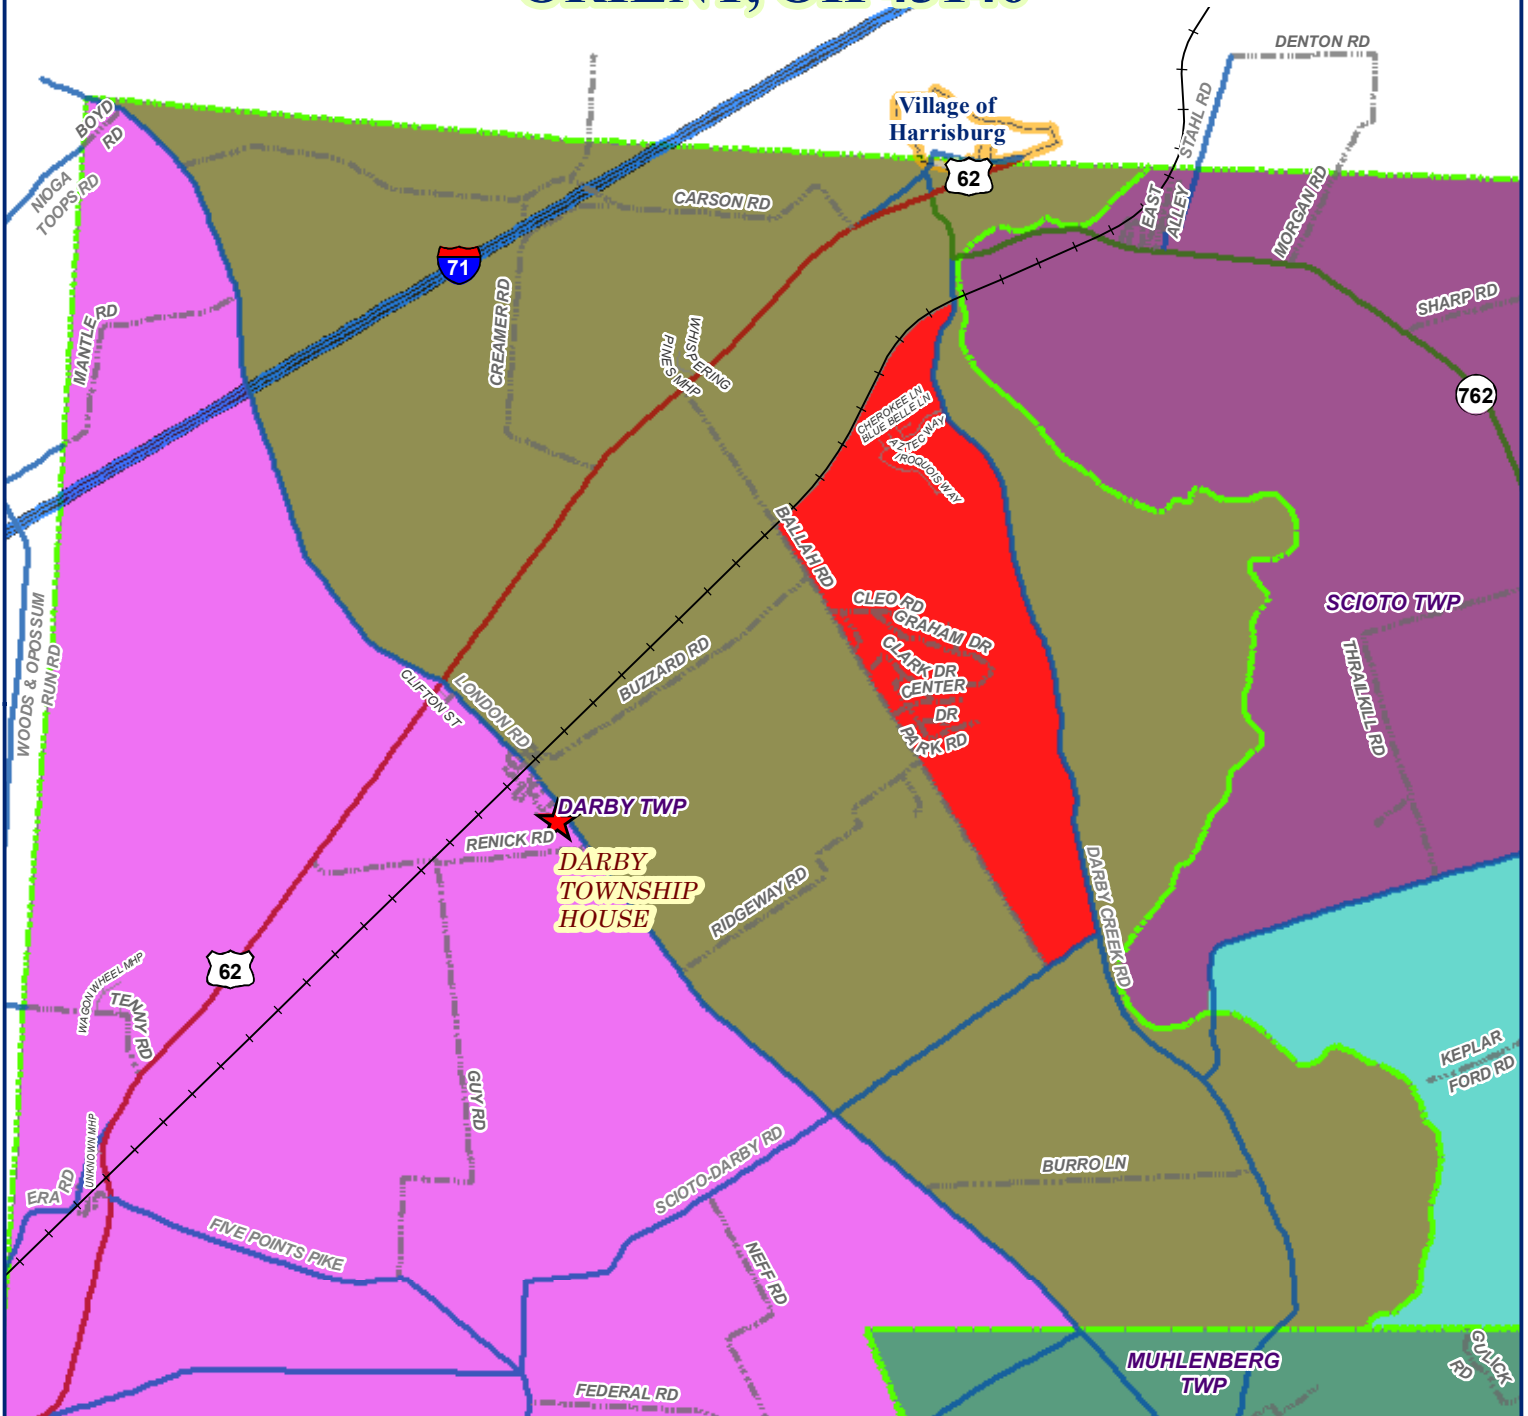 ORIENT, OH 43146
DENTON RD
Village of
Harrisburg
BOYD
RD
STAHL RD
NIOGA
TOOPS RD
62
CARSON RD
EAST
ALLEY
MORGAN RD
71
SHARP RD
MANTLE RD
CREAMER RD
WHISPERING
PINES MHP
762
CHEROKEE LN
BLUE BELLE LN
AZTEC WAY
IROQUOIS WAY
BALLAH RD
CLEO RD
GRAHAM DR
SCIOTO TWP
WOODS & OPOSSUM
RUN RD
BUZZARD RD
CLARK DR
CENTER
DR
PARK RD
THRAILKILL RD
CLIFTON ST
LONDON RD
DARBY TWP
RENICK RD
DARBY
TOWNSHIP
HOUSE
RIDGEWAY RD
DARBY CREEK RD
62
WAGON WHEEL MHP
TENNY RD
KEPLAR
FORD RD
GUY RD
UNKNOWN MHP
ERA RD
SCIOTO-DARBY RD
BURRO LN
FIVE POINTS PIKE
NEFF RD
MUHLENBERG
TWP
GULICK
RD
FEDERAL RD